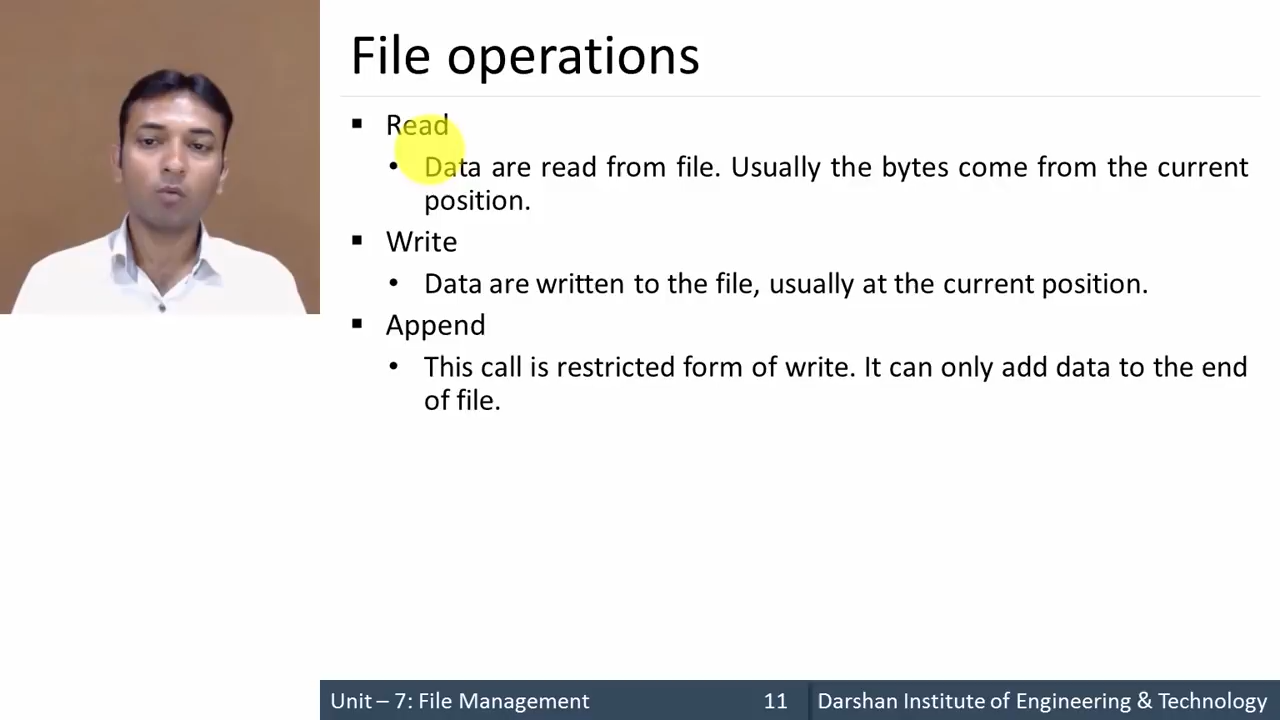 File operations
▪ Read
• Data are read from file. Usually the bytes come from the current
position.
▪ Write
• Data are written to the file, usually at the current position.
▪ Append
• This call is restricted form of write. It can only add data to the end
of file.
Unit – 7: File Management 11 Darshan Institute of Engineering & Technology